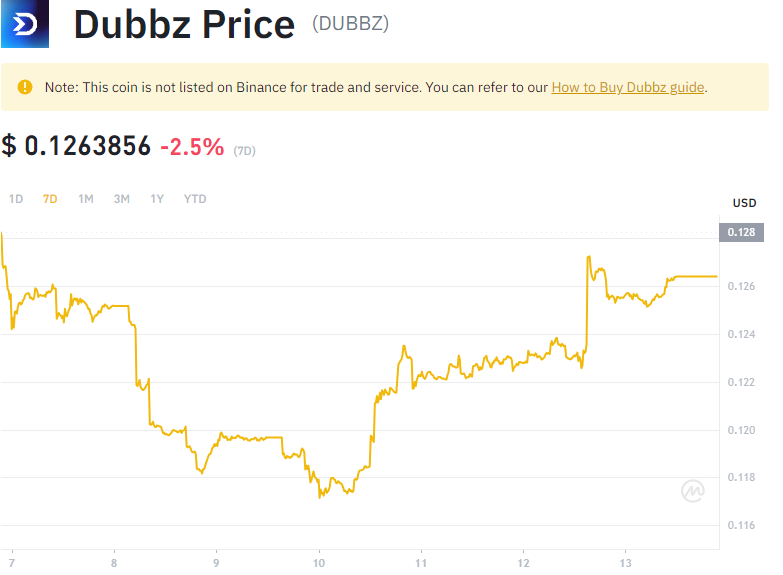 Dubbz Price (DUBBZ)
Note: This coin is not listed on Binance for trade and service. You can refer to our How to Buy Dubbz guide.
$ 0.1263856 -2.5% (7D)
1D 7D 1M 3M 1Y YTD
USD
0.128
0.126
0.124
0.122
0.120
0.118
0.116
7 8 9 10 11 12 13